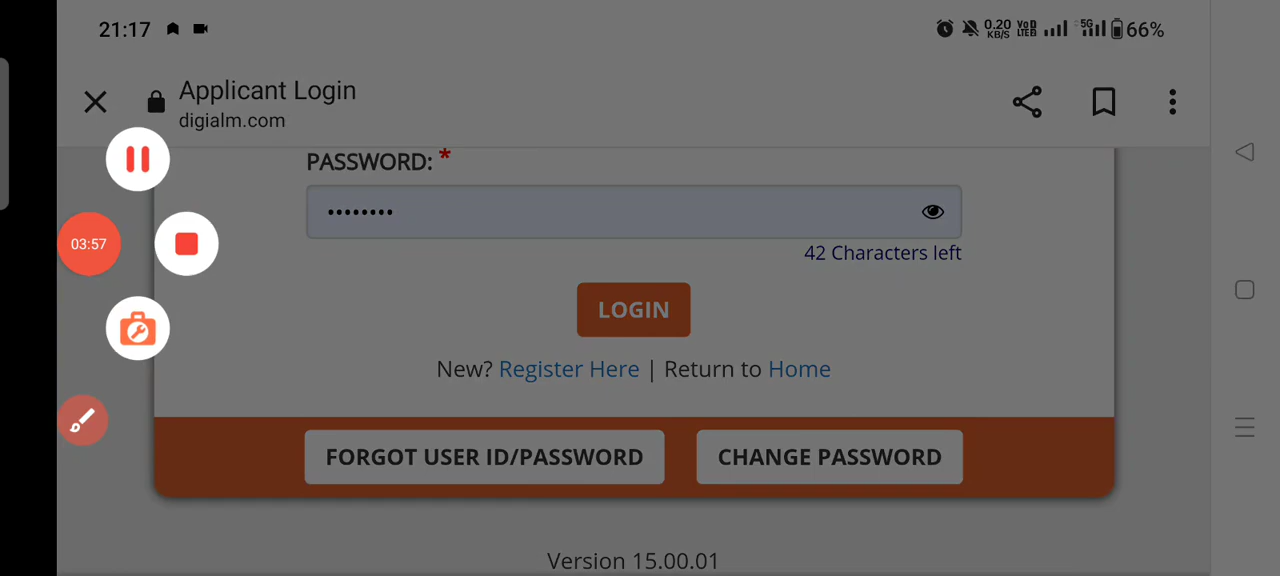 21:17 0.20 KB/S VoD LTE 5G 66%
Applicant Login
digialm.com
PASSWORD: *
••••••••
03:57
42 Characters left
LOGIN
New? Register Here | Return to Home
FORGOT USER ID/PASSWORD CHANGE PASSWORD
Version 15.00.01